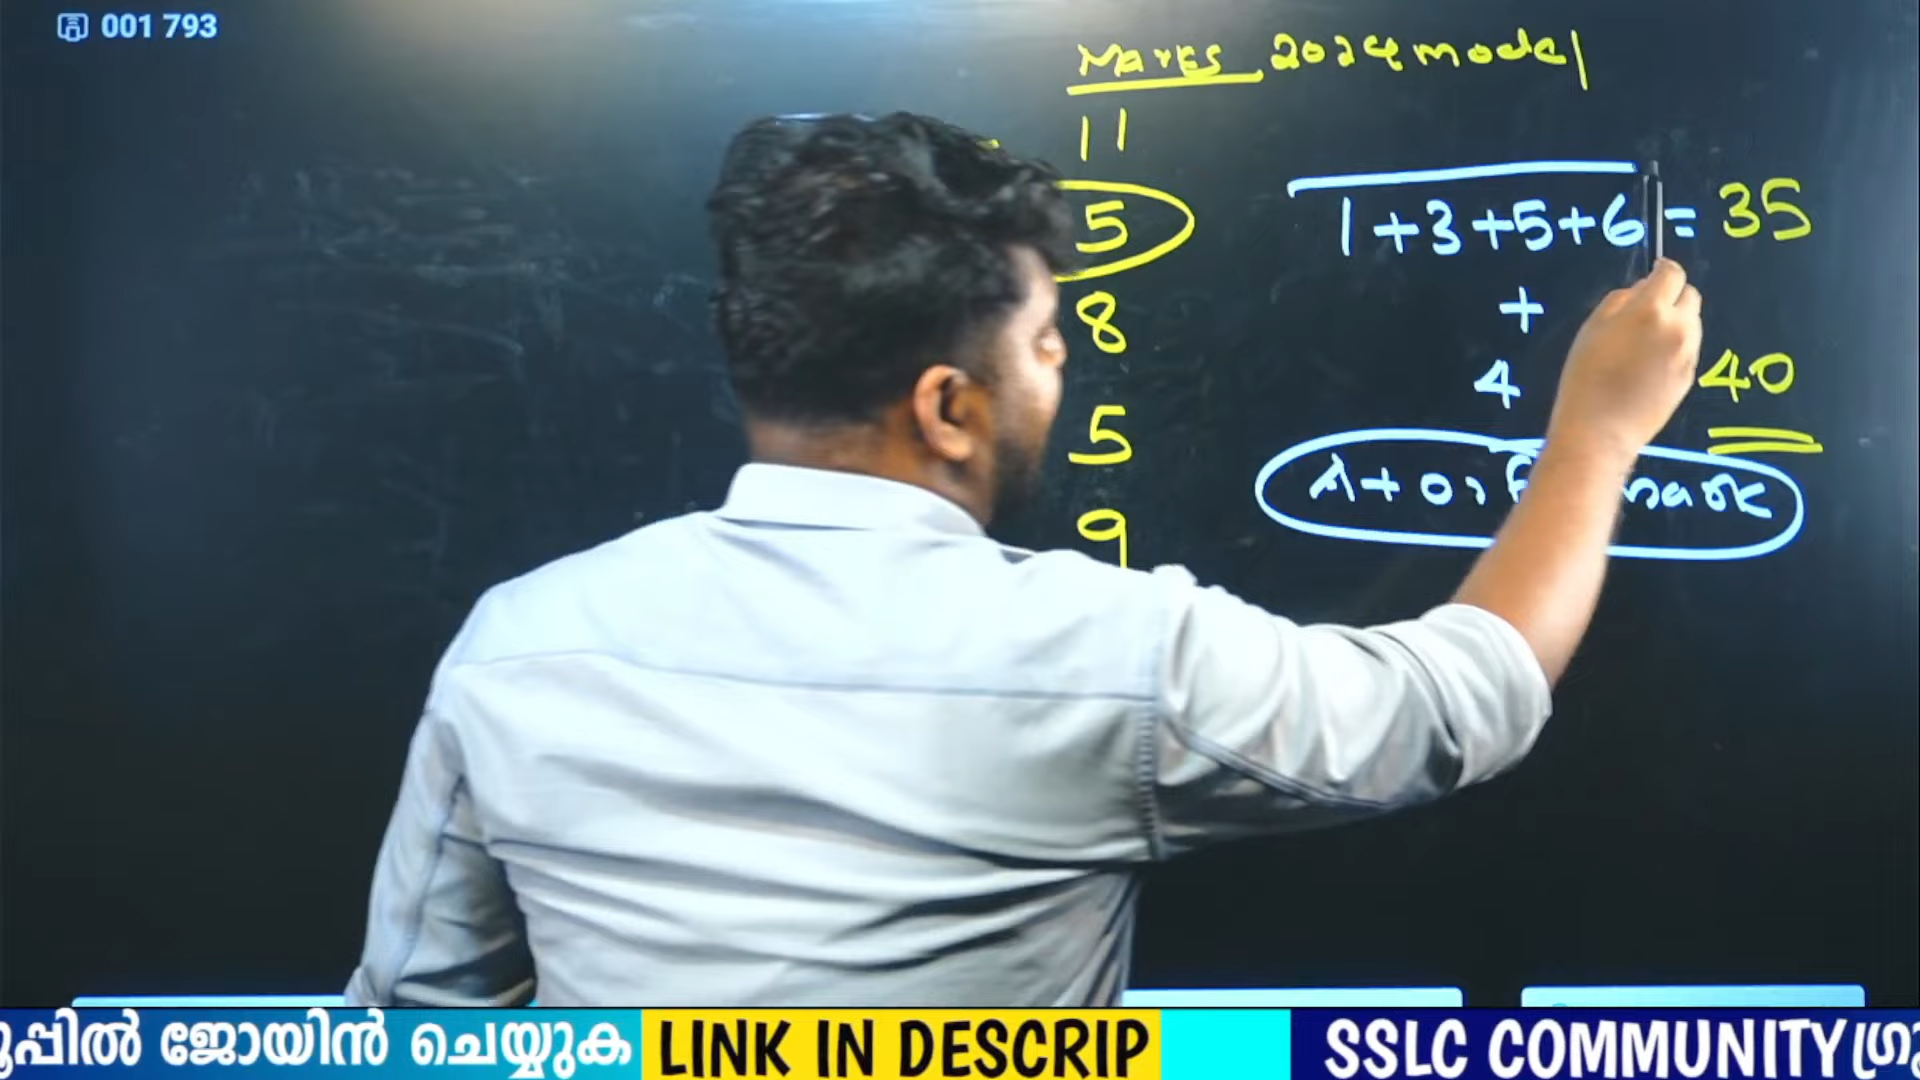 001 793
Marks 2024 model
11
5
8
5
9
1+3+5+6 = 35
+
4
40
A+ or mark
ൂപ്പിൽ ജോയിൻ ചെയ്യുക LINK IN DESCRIP SSLC COMMUNITY ഗ്രൂ